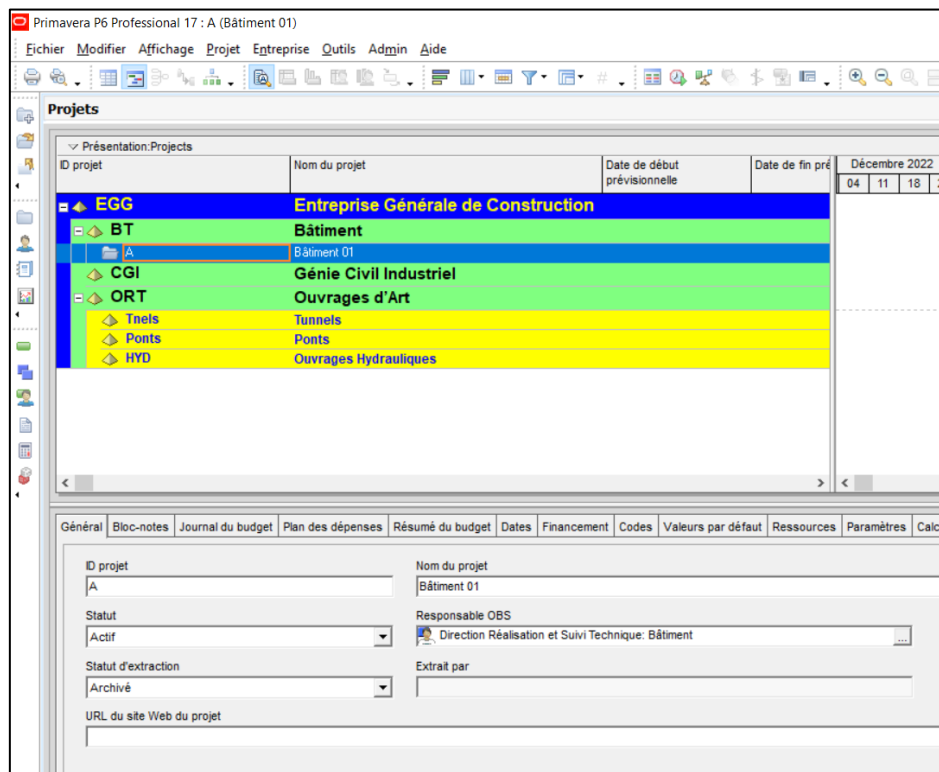 Primavera P6 Professional 17 : A (Bâtiment 01)
Fichier Modifier Affichage Projet Entreprise Outils Admin Aide
Projets
Présentation:Projects
ID projet Nom du projet Date de début prévisionnelle Date de fin pré Décembre 2022
04 11 18
EGG Entreprise Générale de Construction
BT Bâtiment
A Bâtiment 01
CGI Génie Civil Industriel
ORT Ouvrages d'Art
Tnels Tunnels
Ponts Ponts
HYD Ouvrages Hydrauliques
Général Bloc-notes Journal du budget Plan des dépenses Résumé du budget Dates Financement Codes Valeurs par défaut Ressources Paramètres Calc
ID projet Nom du projet
A Bâtiment 01
Statut Responsable OBS
Actif Direction Réalisation et Suivi Technique: Bâtiment ...
Statut d'extraction Extrait par
Archivé
URL du site Web du projet